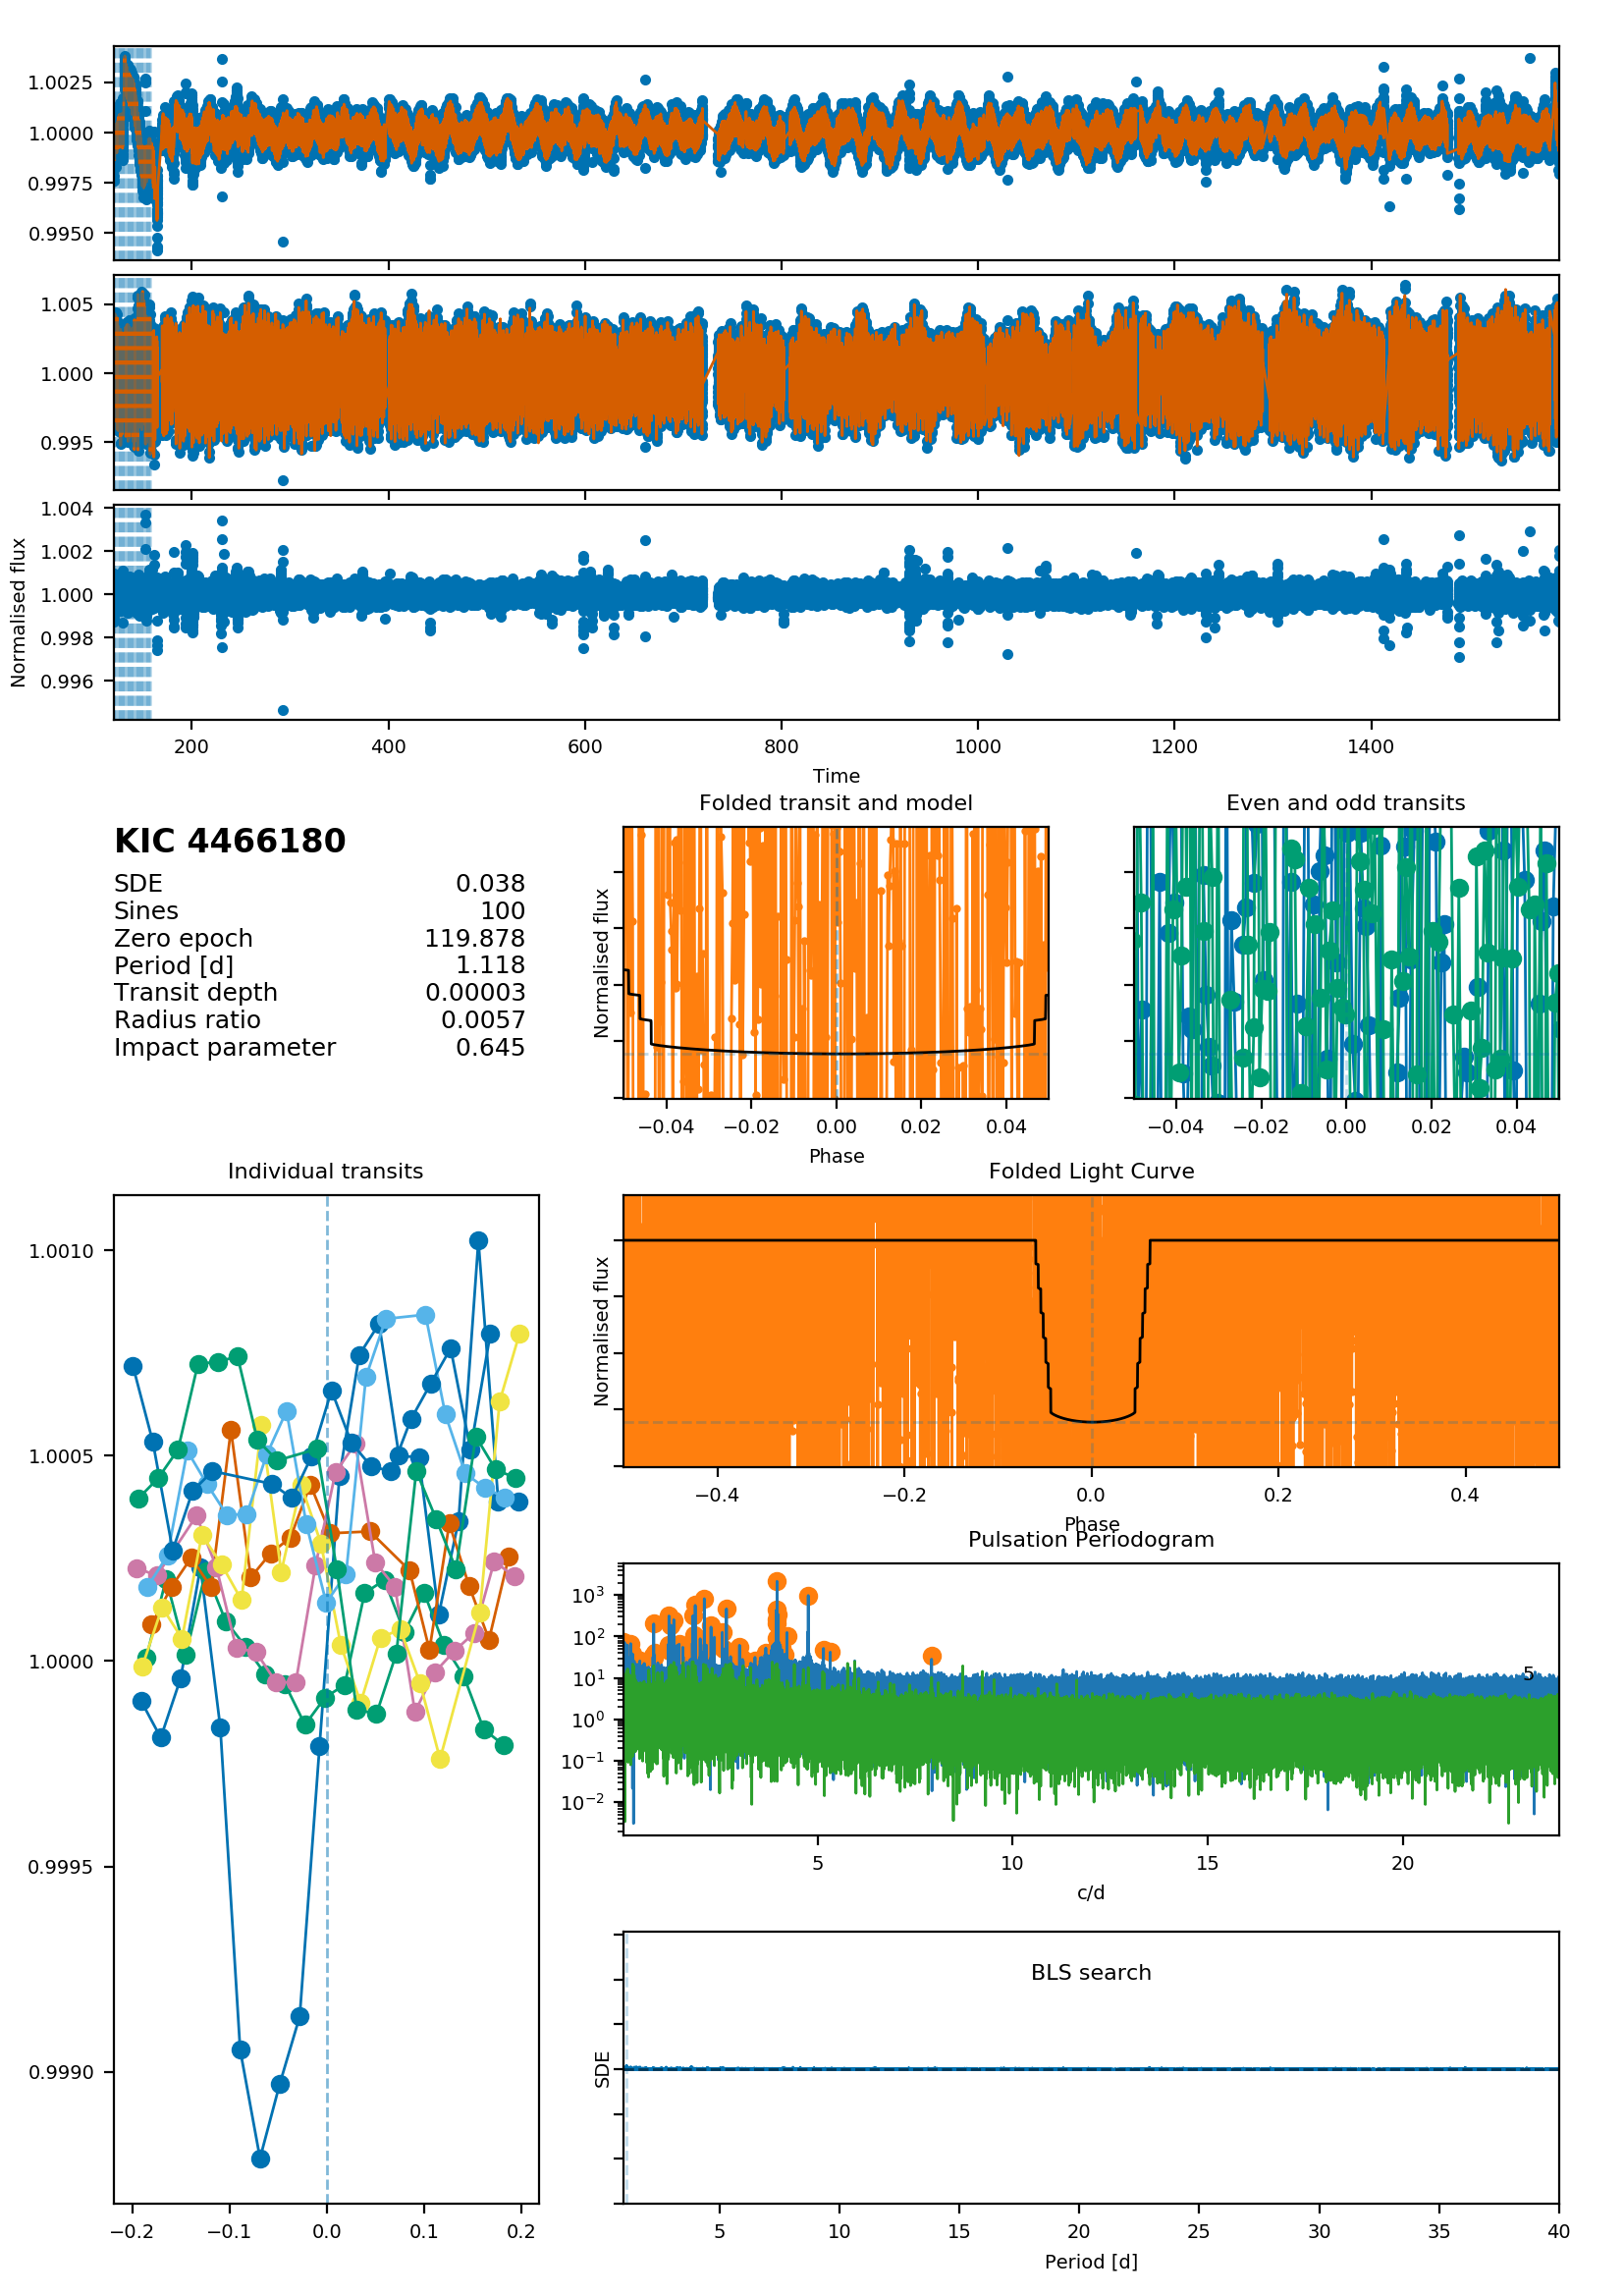 1.0025
1.0000
0.9975
0.9950
1.005
1.000
0.995
1.004
1.002
1.000
0.998
0.996
Normalised flux
200 400 600 800 1000 1200 1400
Time
KIC 4466180
SDE 0.038
Sines 100
Zero epoch 119.878
Period [d] 1.118
Transit depth 0.00003
Radius ratio 0.0057
Impact parameter 0.645
Folded transit and model
Normalised flux
−0.04 −0.02 0.00 0.02 0.04
Phase
Even and odd transits
−0.04 −0.02 0.00 0.02 0.04
Individual transits
1.0010
1.0005
1.0000
0.9995
0.9990
−0.2 −0.1 0.0 0.1 0.2
Folded Light Curve
Normalised flux
−0.4 −0.2 0.0 0.2 0.4
Phase
Pulsation Periodogram
10³
10²
10¹
10⁰
10⁻¹
10⁻²
5
5 10 15 20
c/d
BLS search
SDE
5 10 15 20 25 30 35 40
Period [d]